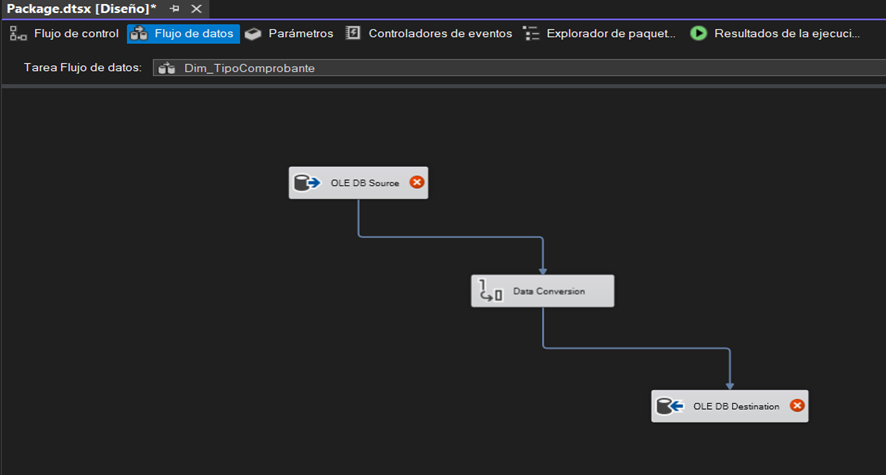 Package.dtsx [Diseño]*
Flujo de control Flujo de datos Parámetros Controladores de eventos Explorador de paquet... Resultados de la ejecuci...
Tarea Flujo de datos: Dim_TipoComprobante
OLE DB Source
Data Conversion
OLE DB Destination